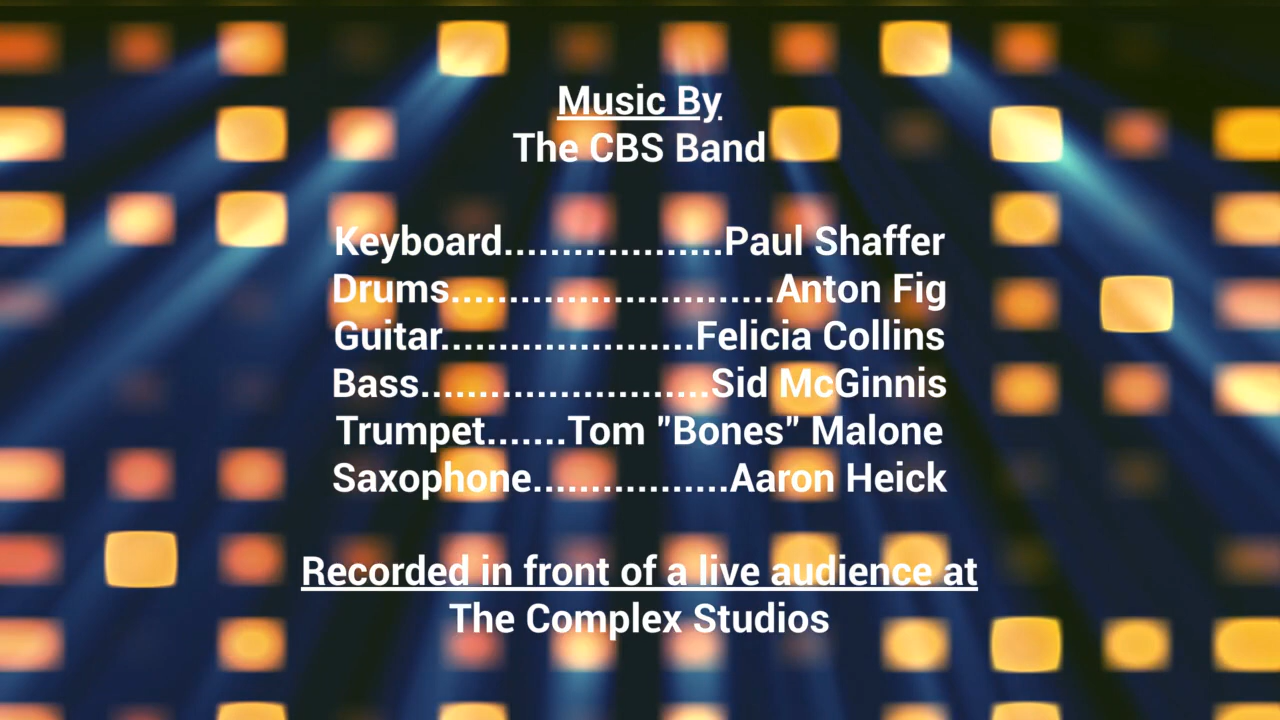 Music By
The CBS Band
Keyboard...................Paul Shaffer
Drums............................Anton Fig
Guitar......................Felicia Collins
Bass.........................Sid McGinnis
Trumpet.......Tom "Bones" Malone
Saxophone.................Aaron Heick
Recorded in front of a live audience at
The Complex Studios